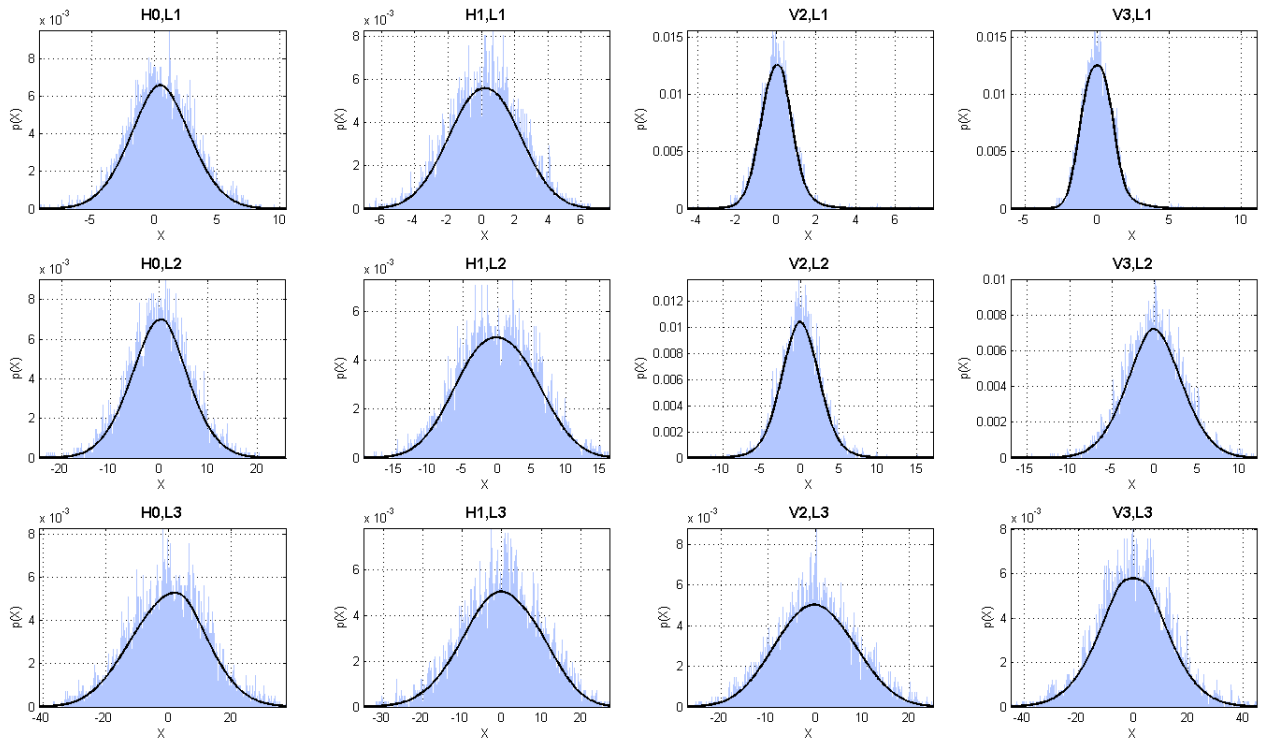 H0,L1
x 10⁻³
p(X)
8
6
4
2
0
-5 0 5 10
X
H1,L1
x 10⁻³
p(X)
8
6
4
2
0
-6 -4 -2 0 2 4 6
X
V2,L1
p(X)
0.015
0.01
0.005
0
-4 -2 0 2 4 6
X
V3,L1
p(X)
0.015
0.01
0.005
0
-5 0 5 10
X
H0,L2
x 10⁻³
p(X)
8
6
4
2
0
-20 -10 0 10 20
X
H1,L2
x 10⁻³
p(X)
6
4
2
0
-15 -10 -5 0 5 10 15
X
V2,L2
p(X)
0.012
0.01
0.008
0.006
0.004
0.002
0
-10 -5 0 5 10 15
X
V3,L2
p(X)
0.01
0.008
0.006
0.004
0.002
0
-15 -10 -5 0 5 10
X
H0,L3
x 10⁻³
p(X)
8
6
4
2
0
-40 -20 0 20
X
H1,L3
x 10⁻³
p(X)
6
4
2
0
-30 -20 -10 0 10 20
X
V2,L3
x 10⁻³
p(X)
8
6
4
2
0
-20 -10 0 10 20
X
V3,L3
x 10⁻³
p(X)
8
6
4
2
0
-40 -20 0 20 40
X